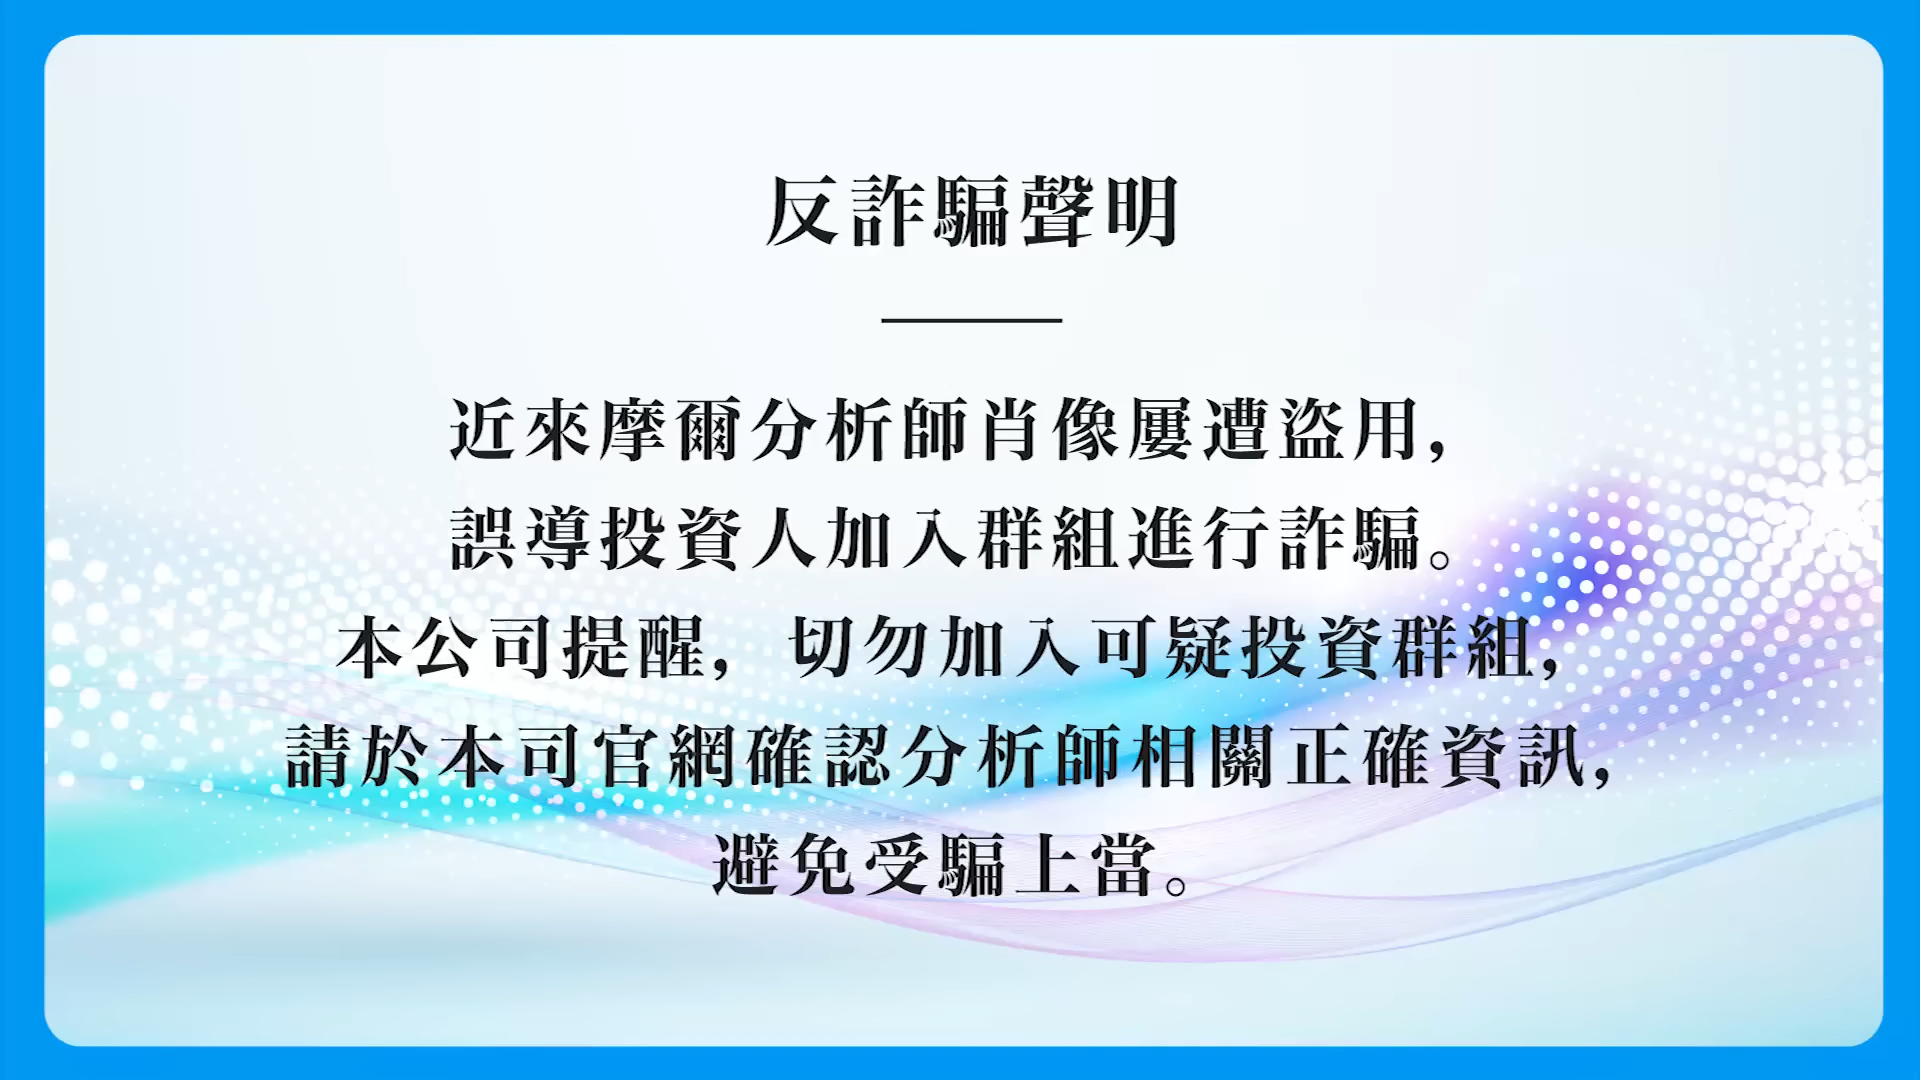 反詐騙聲明
近來摩爾分析師肖像屢遭盜用，
誤導投資人加入群組進行詐騙。
本公司提醒，切勿加入可疑投資群組，
請於本司官網確認分析師相關正確資訊，
避免受騙上當。